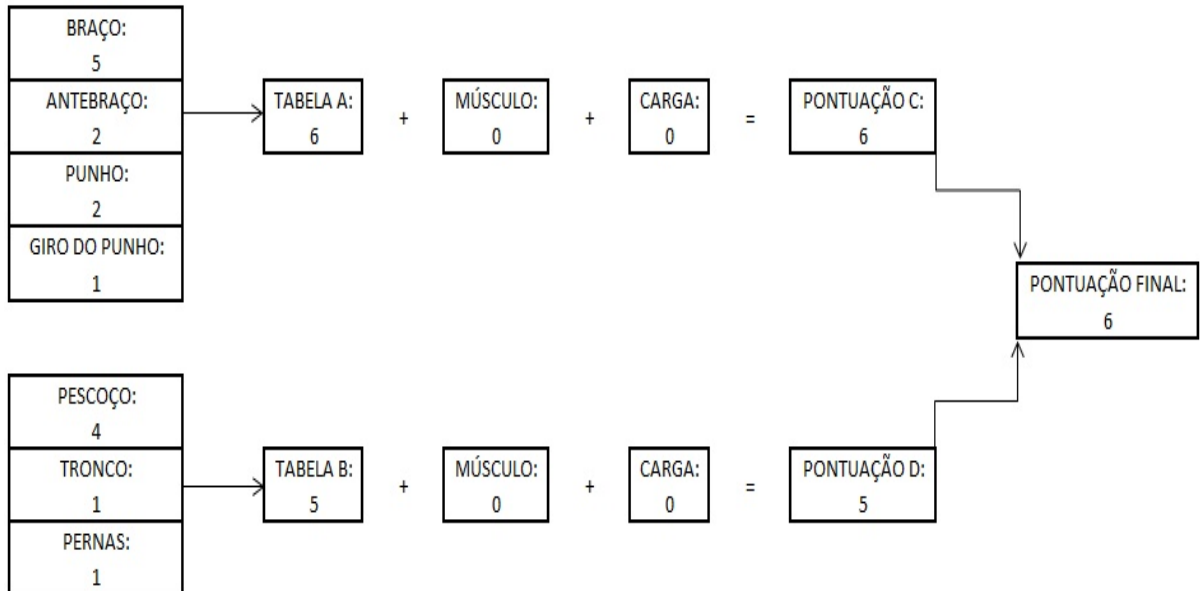 BRAÇO:
5
ANTEBRAÇO:
2
PUNHO:
2
GIRO DO PUNHO:
1
TABELA A:
6
+
MÚSCULO:
0
+
CARGA:
0
=
PONTUAÇÃO C:
6
PONTUAÇÃO FINAL:
6
PESCOÇO:
4
TRONCO:
1
PERNAS:
1
TABELA B:
5
+
MÚSCULO:
0
+
CARGA:
0
=
PONTUAÇÃO D:
5